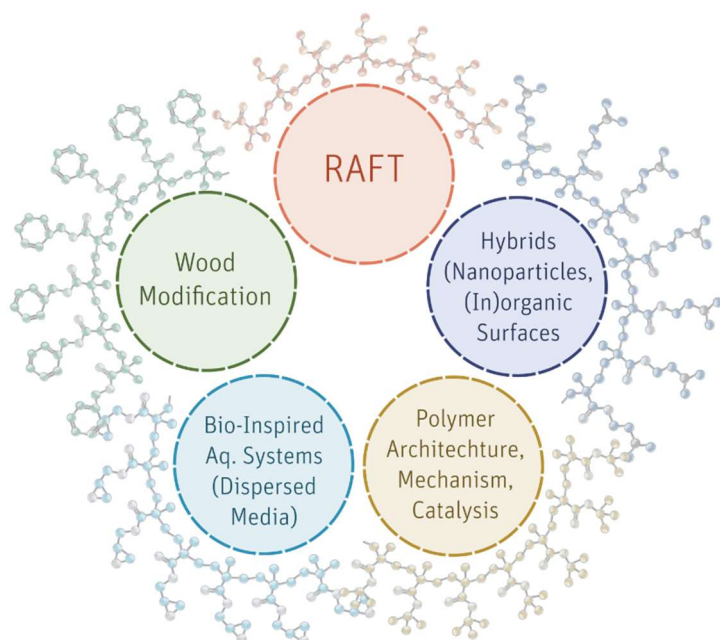 RAFT
Hybrids
(Nanoparticles,
(In)organic
Surfaces
Polymer
Architechture,
Mechanism,
Catalysis
Bio-Inspired
Aq. Systems
(Dispersed
Media)
Wood
Modification